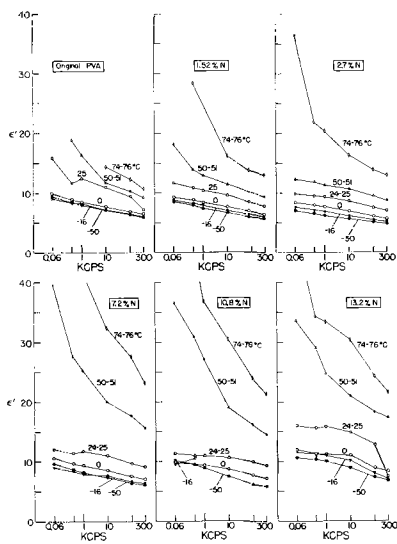 40
Original PVA
1.52% N
2.7% N
30
ε'
20
74-76°C
74-76°C
74-76°C
50-51
50-51
50-51
25
25
24-25
10
0
0
0
-16
-16
-16
-50
-50
-50
0
0.06 1 10 300
0.06 1 10 300
0.06 1 10 300
KCPS
KCPS
KCPS
40
7.2% N
10.8% N
13.2% N
74-76°C
74-76°C
74-76°C
30
50-51
50-51
50-51
ε'
20
24-25
24-25
24-25
10
0
0
0
-16
-16
-16
-50
-50
-50
0
0.06 1 10 300
0.06 1 10 300
0.06 1 10 300
KCPS
KCPS
KCPS